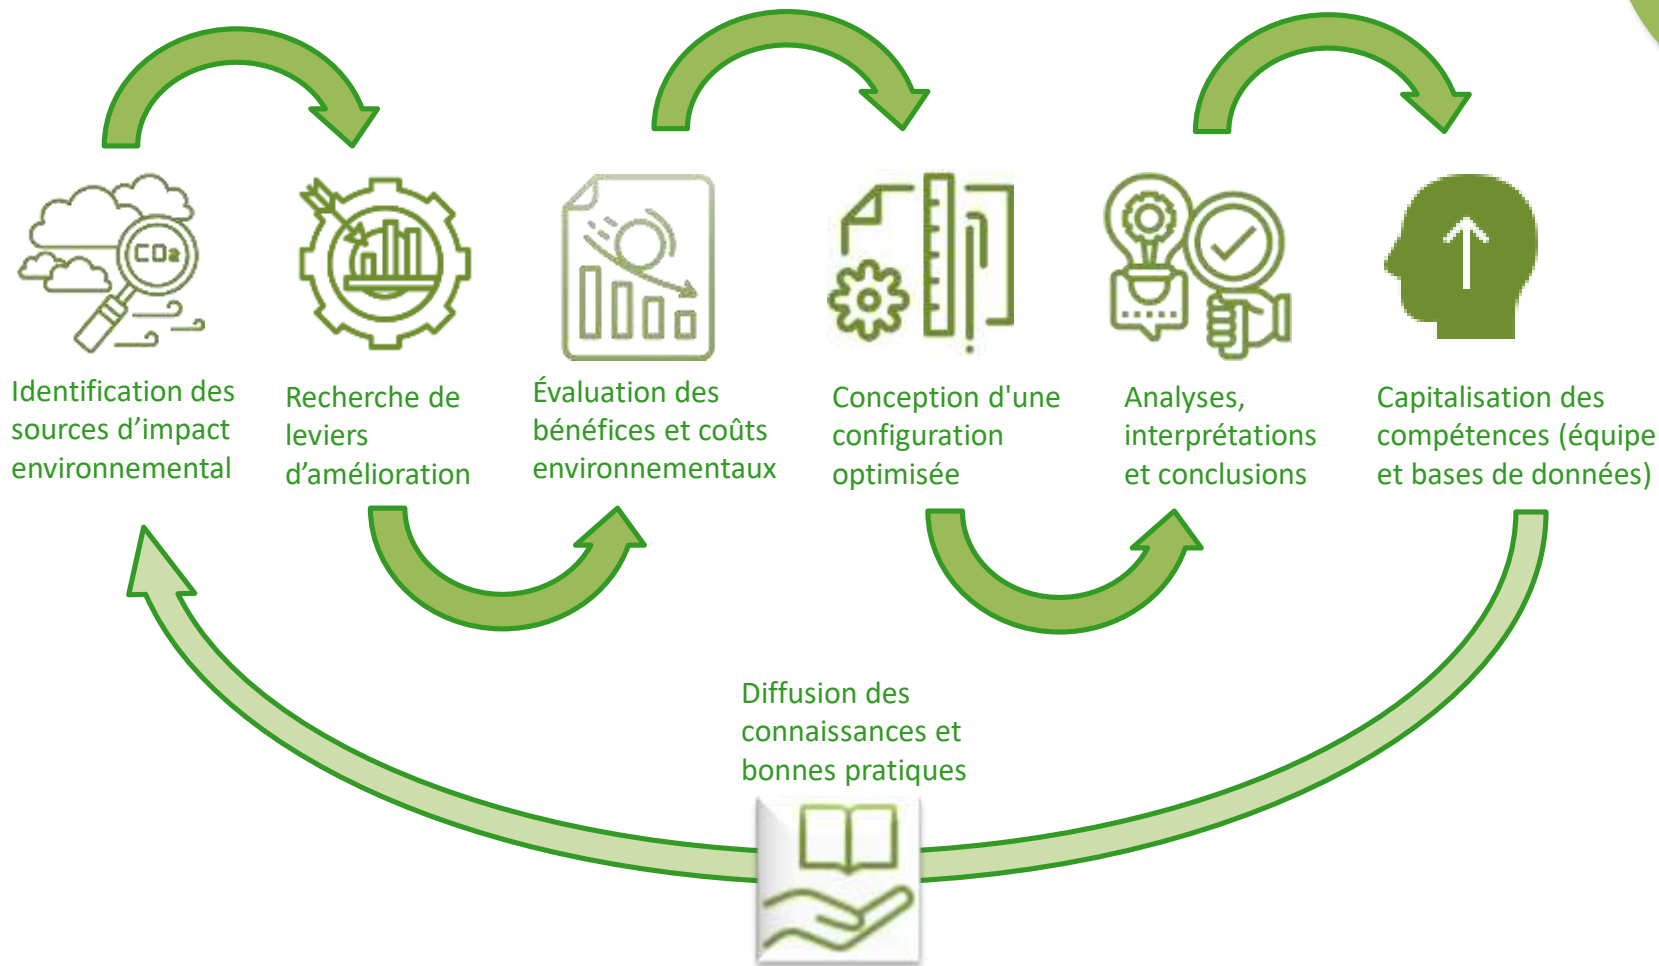 CO₂
Identification des
sources d’impact
environnemental
Recherche de
leviers
d’amélioration
Évaluation des
bénéfices et coûts
environnementaux
Conception d'une
configuration
optimisée
Analyses,
interprétations
et conclusions
Capitalisation des
compétences (équipe
et bases de données)
Diffusion des
connaissances et
bonnes pratiques